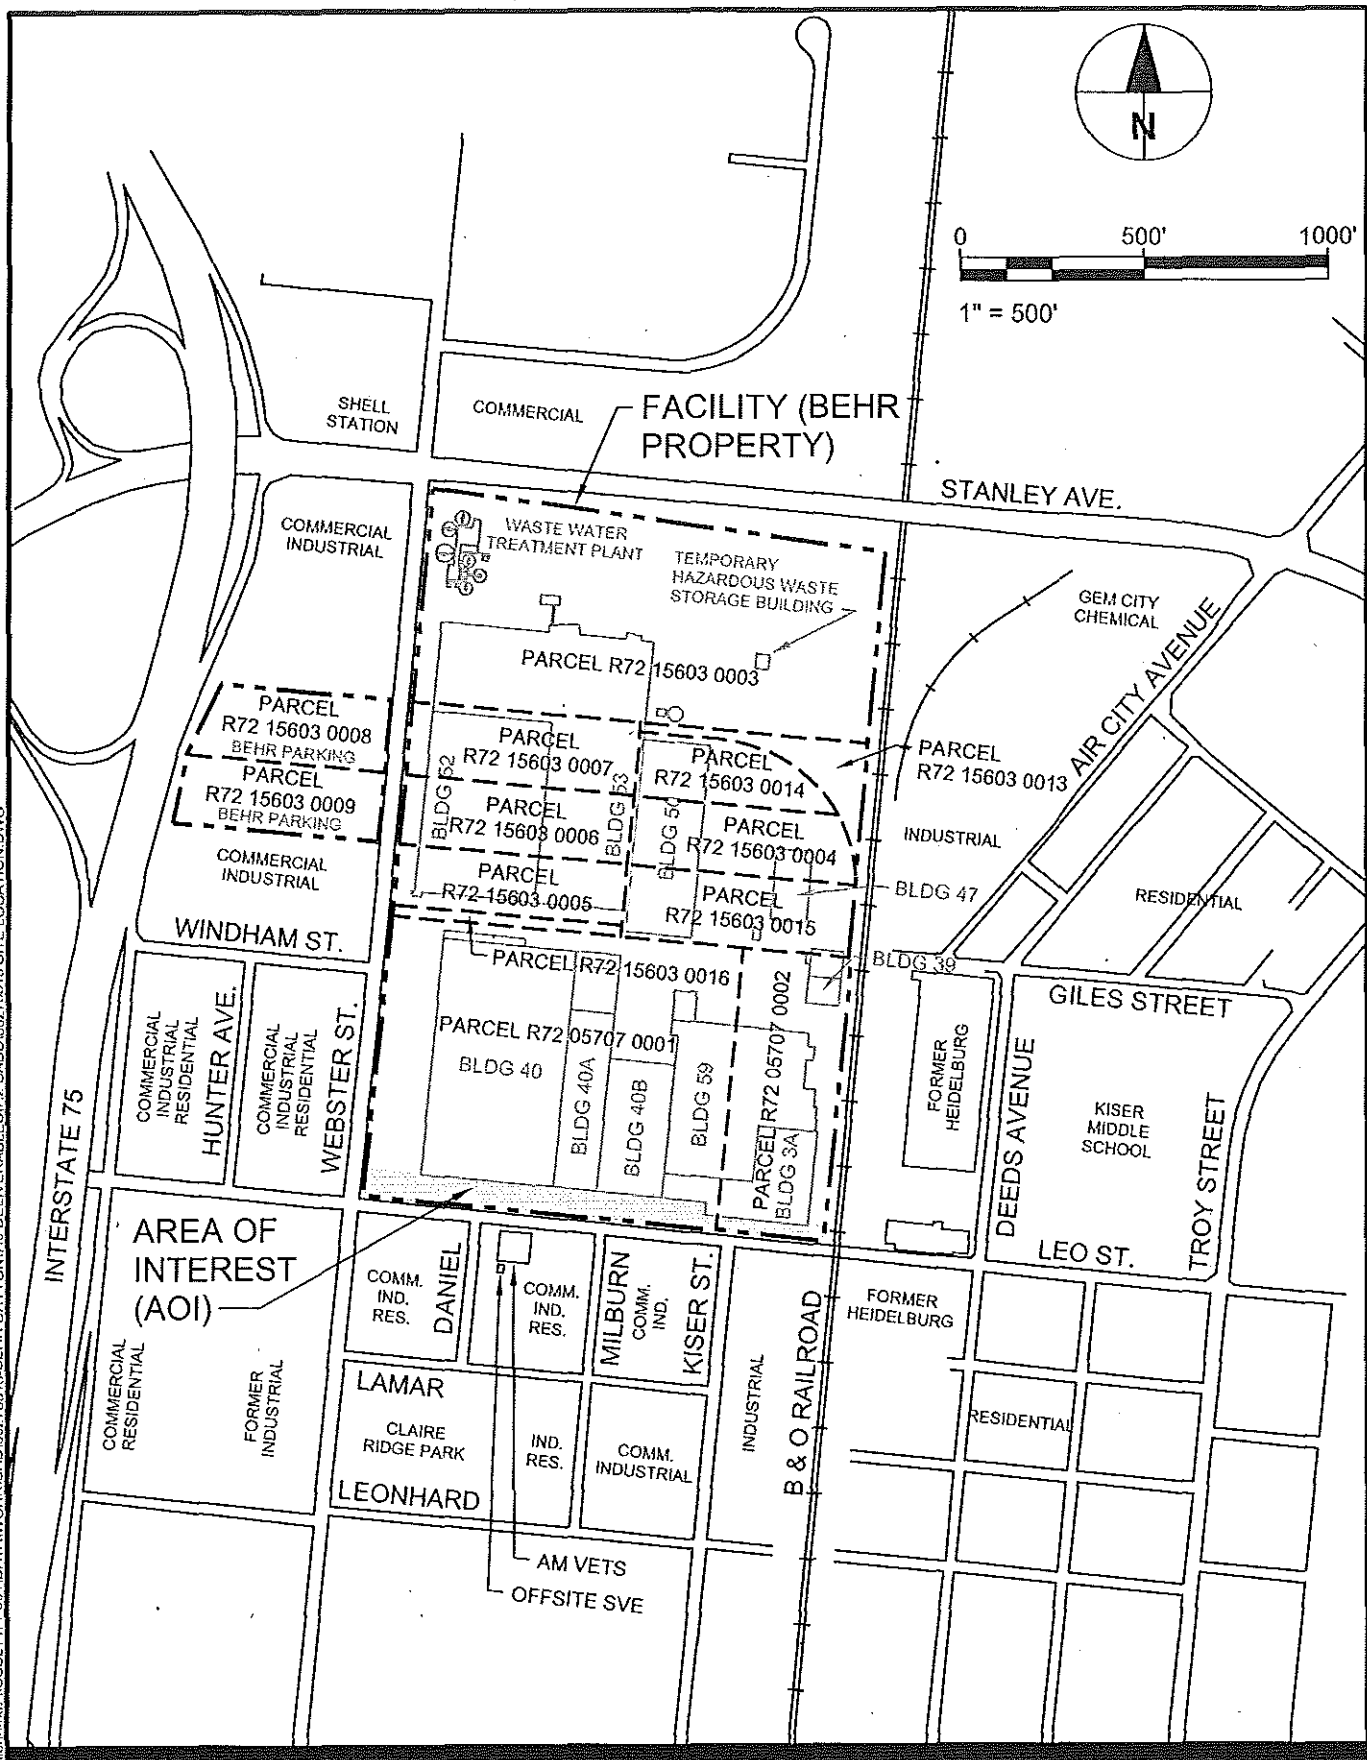 N
0 500' 1000'
1" = 500'
SHELL
STATION
COMMERCIAL
FACILITY (BEHR
PROPERTY)
STANLEY AVE.
COMMERCIAL
INDUSTRIAL
WASTE WATER
TREATMENT PLANT
TEMPORARY
HAZARDOUS WASTE
STORAGE BUILDING
GEM CITY
CHEMICAL
AIR CITY AVENUE
PARCEL R72 15603 0003
PARCEL
R72 15603 0008
BEHR PARKING
PARCEL
R72 15603 0009
BEHR PARKING
PARCEL
R72 15603 0007
PARCEL
R72 15603 0014
PARCEL
R72 15603 0013
BLDG 52
BLDG 53
BLDG 50
PARCEL
R72 15603 0006
PARCEL
R72 15603 0004
INDUSTRIAL
COMMERCIAL
INDUSTRIAL
PARCEL
R72 15603 0005
PARCEL
R72 15603 0015
BLDG 47
RESIDENTIAL
WINDHAM ST.
PARCEL R72 15603 0016
BLDG 39
GILES STREET
COMMERCIAL
INDUSTRIAL
RESIDENTIAL
HUNTER AVE.
COMMERCIAL
INDUSTRIAL
RESIDENTIAL
WEBSTER ST.
PARCEL R72 05707 0001
BLDG 40
BLDG 40A
BLDG 40B
BLDG 59
PARCEL R72 05707 0002
BLDG 3A
FORMER
HEIDELBURG
DEEDS AVENUE
KISER
MIDDLE
SCHOOL
TROY STREET
INTERSTATE 75
AREA OF
INTEREST
(AOI)
LEO ST.
COMM.
IND.
RES.
DANIEL
COMM.
IND.
RES.
MILBURN
COMM.
IND.
KISER ST.
INDUSTRIAL
B & O RAILROAD
FORMER
HEIDELBURG
COMMERCIAL
RESIDENTIAL
FORMER
INDUSTRIAL
LAMAR
CLAIRE
RIDGE PARK
IND.
RES.
COMM.
INDUSTRIAL
RESIDENTIAL
LEONHARD
AM VETS
OFFSITE SVE